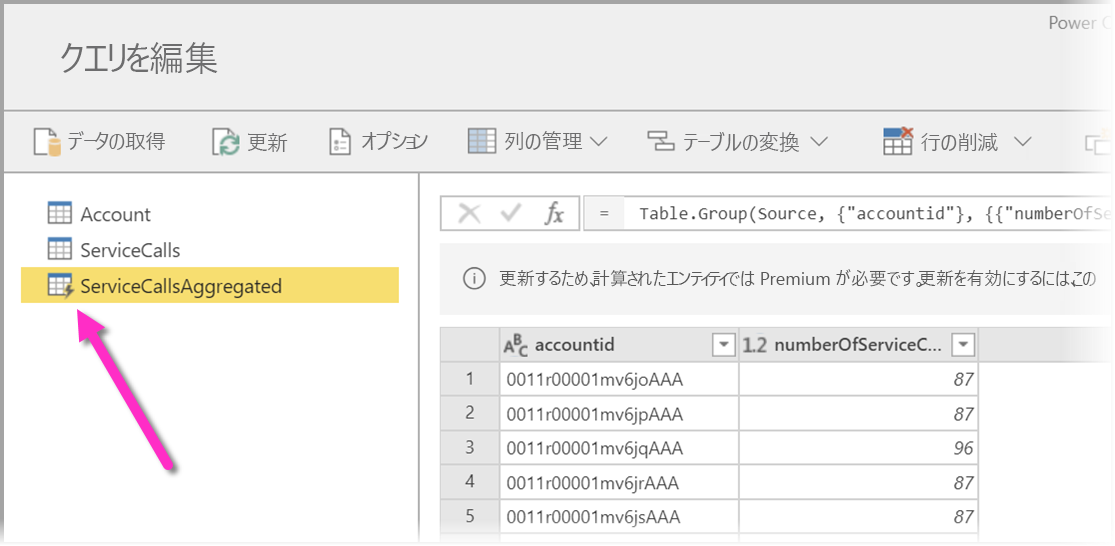 Power
クエリを編集
データの取得 更新 オプション 列の管理 テーブルの変換 行の削減
Account
ServiceCalls
ServiceCallsAggregated
fx = Table.Group(Source, {"accountid"}, {{"numberOfSe
更新するため、計算されたエンティティでは Premium が必要です。更新を有効にするには、この
ABC accountid 1.2 numberOfServiceC...
1 0011r00001mv6joAAA 87
2 0011r00001mv6jpAAA 87
3 0011r00001mv6jqAAA 96
4 0011r00001mv6jrAAA 87
5 0011r00001mv6jsAAA 87